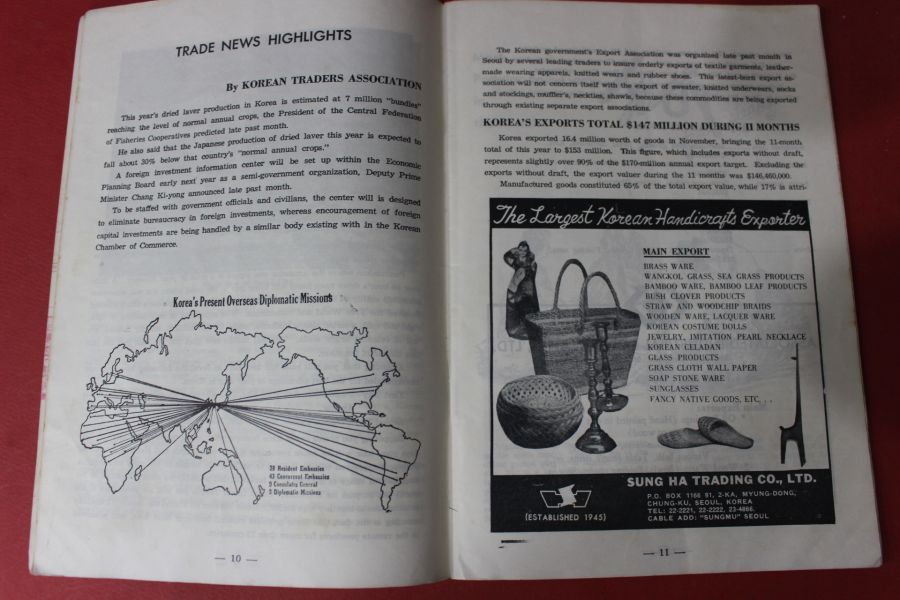 TRADE NEWS HIGHLIGHTS
By KOREAN TRADERS ASSOCIATION
This year's dried laver production in Korea is estimated at 7 million "bundles"
reaching the level of normal annual crops, the President of the Central Federation
of Fisheries Cooperatives predicted late past month.
He also said that the Japanese production of dried laver this year is expected to
fall about 30% below that country's "normal annual crops."
A foreign investment information center will be set up within the Economic
Planning Board early next year as a semi-government organization, Deputy Prime
Minister Chang Ki-yong announced late past month.
To be staffed with government officials and civilians, the center will is designed
to eliminate bureaucracy in foreign investments, whereas encouragement of foreign
capital investments are being handled by a similar body existing with in the Korean
Chamber of Commerce.
Korea's Present Overseas Diplomatic Missions
Resident Embassies
Concurrent Embassies
Consulats General
Diplomatic Missions
— 10 —
The Korean government's Export Association was organized late past month in
Seoul by several leading traders to insure orderly exports of textile garments, leather-
made wearing apparels, knitted wears and rubber shoes. This latest-born export as-
sociation will not concern itself with the export of sweater, knitted underwears, socks
and stockings, muffler's, neckties, shawls, because these commodities are being exported
through existing separate export associations.
KOREA'S EXPORTS TOTAL $147 MILLION DURING 11 MONTHS
Korea exported 16.4 million worth of goods in November, bringing the 11-month
total of this year to $153 million. This figure, which includes exports without draft,
represents slightly over 90% of the $170-million annual export target. Excluding the
exports without draft, the export valuer during the 11 months was $146,460,000.
Manufactured goods constituted 65% of the total export value, while 17% is attri-
The Largest Korean Handicrafts Exporter
MAIN EXPORT
BRASS WARE
WANGKOL GRASS, SEA GRASS PRODUCTS
BAMBOO WARE, BAMBOO LEAF PRODUCTS
BUSH CLOVER PRODUCTS
STRAW AND WOODCHIP BRAIDS
WOODEN WARE, LACQUER WARE
KOREAN COSTUME DOLLS
JEWELRY, IMITATION PEARL NECKLACE
KOREAN CELADAN
GLASS PRODUCTS
GRASS CLOTH WALL PAPER
SOAP STONE WARE
SUNGLASSES
FANCY NATIVE GOODS, ETC, . .
SUNG HA TRADING CO., LTD.
P.O. BOX 1166 91, 2-KA, MYUNG-DONG,
CHUNG-KU, SEOUL, KOREA
TEL: 22-2221, 22-2222, 23-4866.
CABLE ADD: "SUNGMU" SEOUL
(ESTABLISHED 1945)
— 11 —